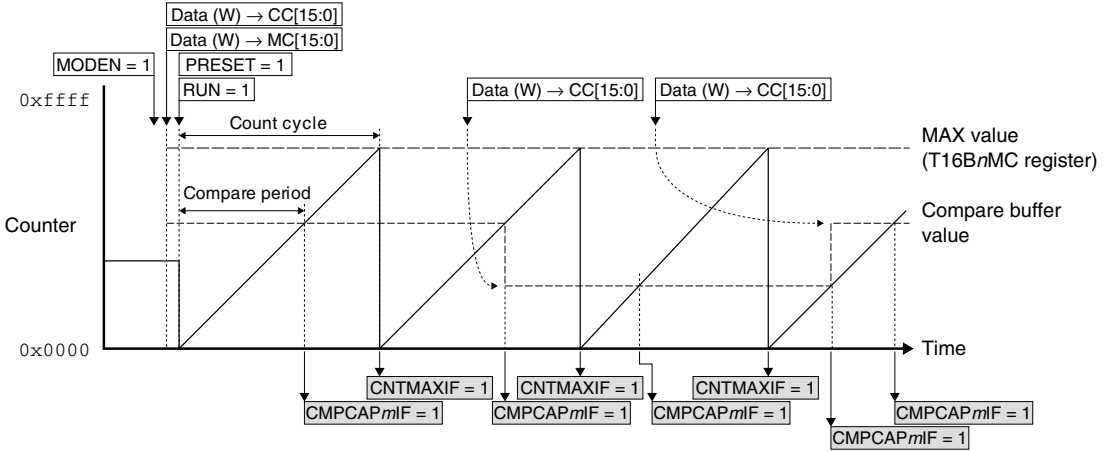 Data (W) → CC[15:0]
Data (W) → MC[15:0]
MODEN = 1
PRESET = 1
RUN = 1
Data (W) → CC[15:0]
Data (W) → CC[15:0]
0xffff
Count cycle
MAX value
(T16BnMC register)
Compare period
Counter
Compare buffer
value
0x0000
Time
CNTMAXIF = 1
CNTMAXIF = 1
CNTMAXIF = 1
CMPCAPmIF = 1
CMPCAPmIF = 1
CMPCAPmIF = 1
CMPCAPmIF = 1
CMPCAPmIF = 1